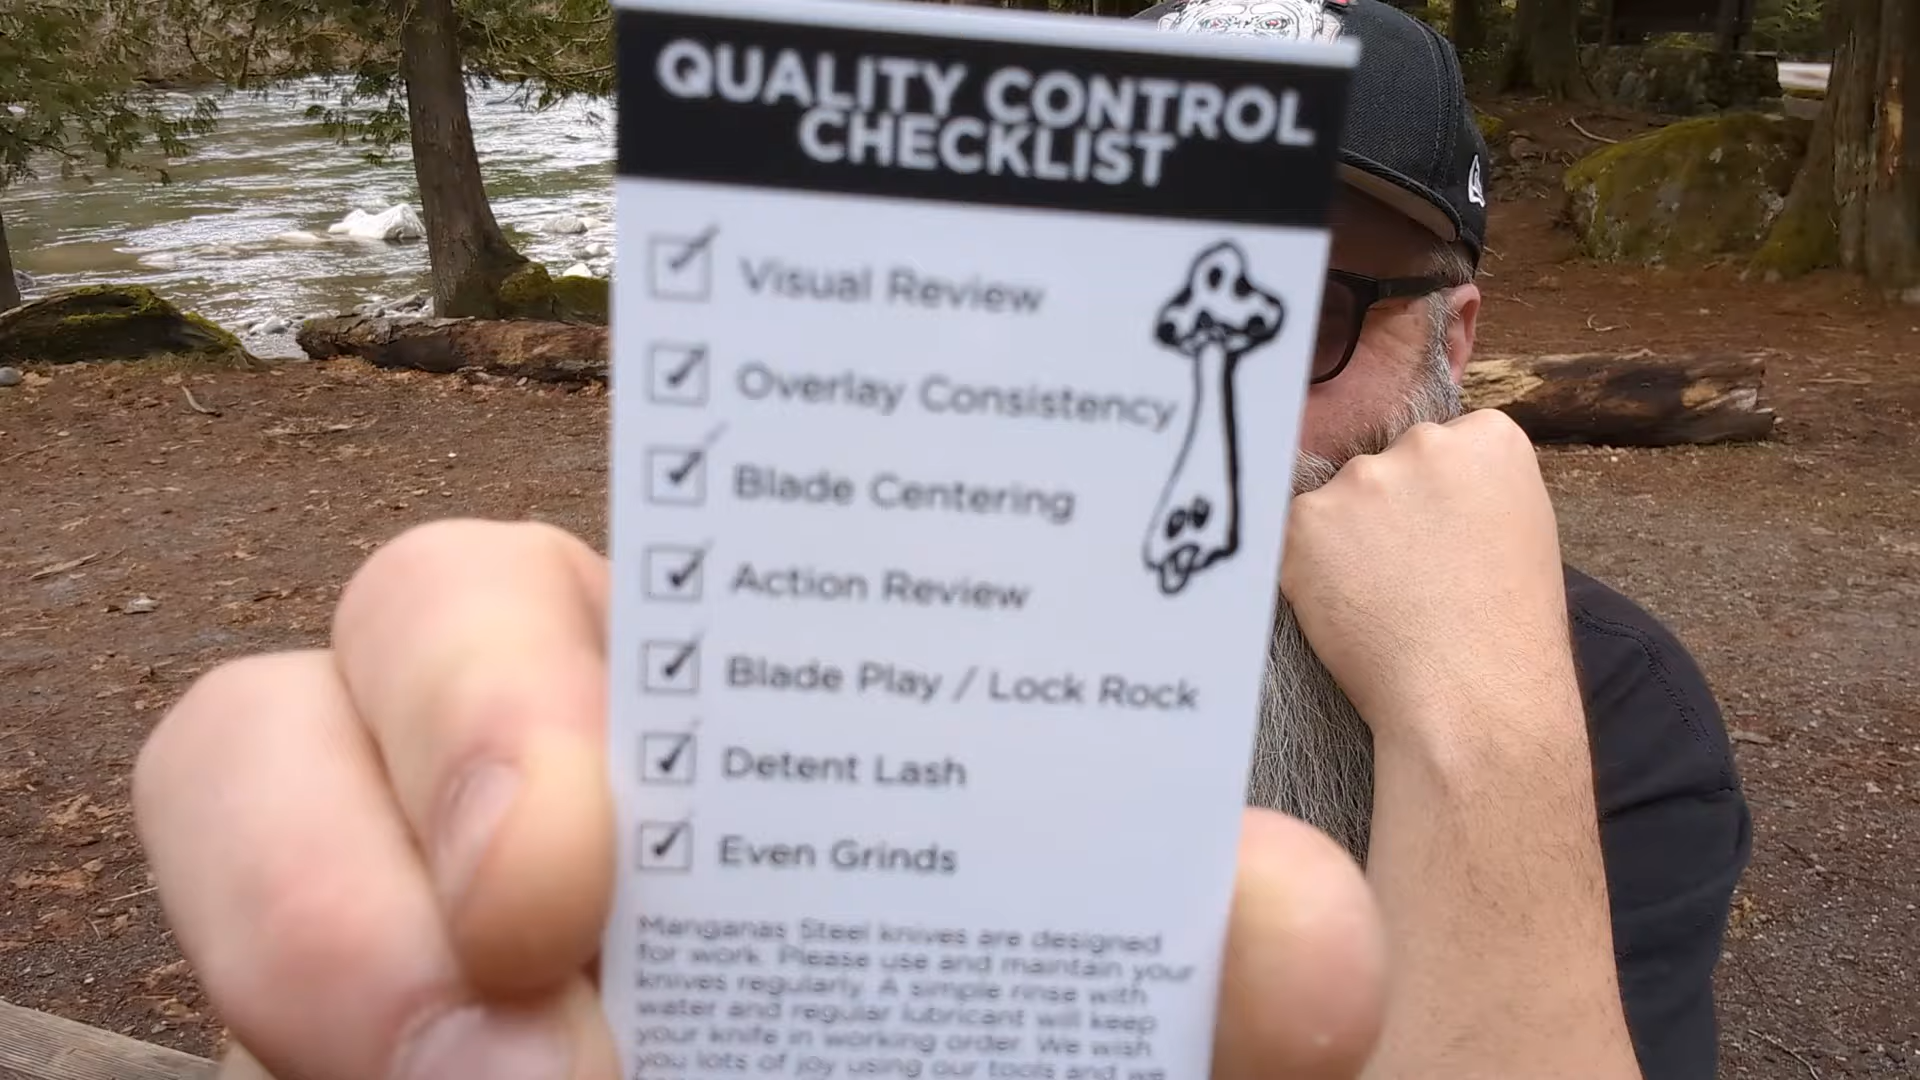 QUALITY CONTROL
CHECKLIST
Visual Review
Overlay Consistency
Blade Centering
Action Review
Blade Play / Lock Rock
Detent Lash
Even Grinds
Manganas Steel knives are designed
for work. Please use and maintain your
knives regularly. A simple rinse with
water and regular lubricant will keep
your knife in working order. We wish
you lots of joy using our tools and we